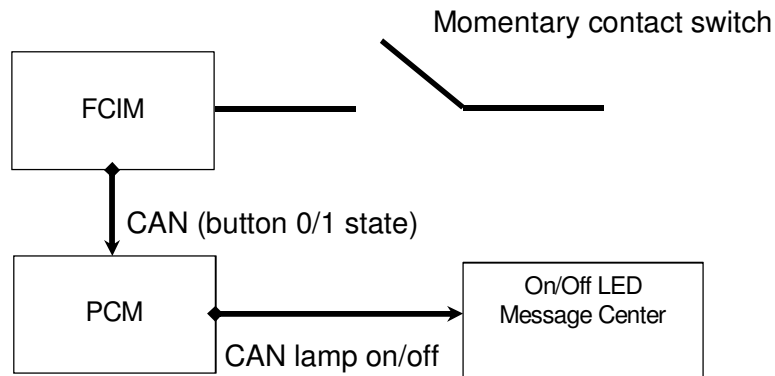 Momentary contact switch
FCIM
CAN (button 0/1 state)
PCM
On/Off LED
Message Center
CAN lamp on/off